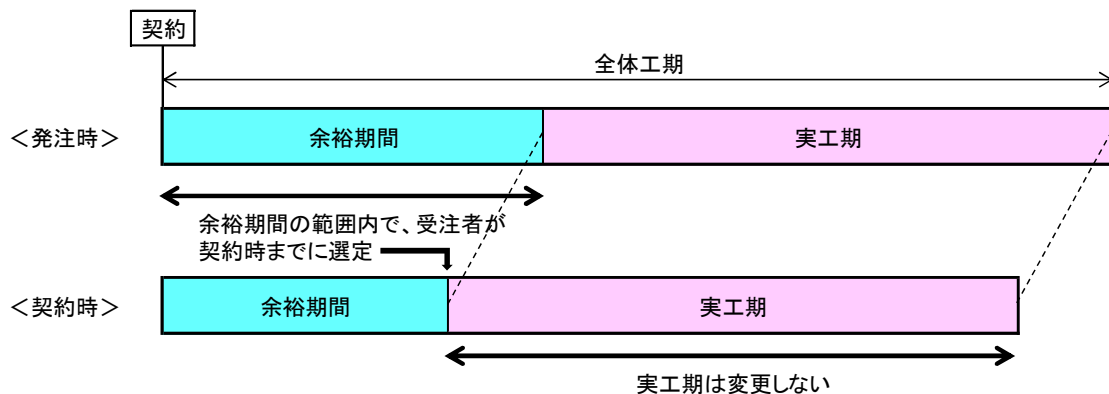 契約
全体工期
＜発注時＞
余裕期間
実工期
余裕期間の範囲内で、受注者が
契約時までに選定
＜契約時＞
余裕期間
実工期
実工期は変更しない